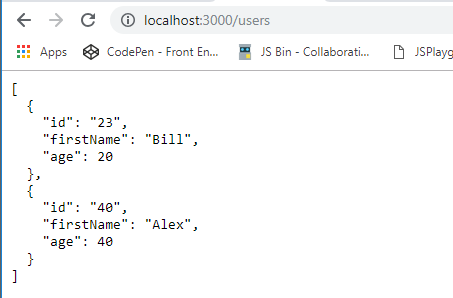 localhost:3000/users
Apps CodePen - Front En... JS Bin - Collaborati... JSPlayg
[
  {
    "id": "23",
    "firstName": "Bill",
    "age": 20
  },
  {
    "id": "40",
    "firstName": "Alex",
    "age": 40
  }
]